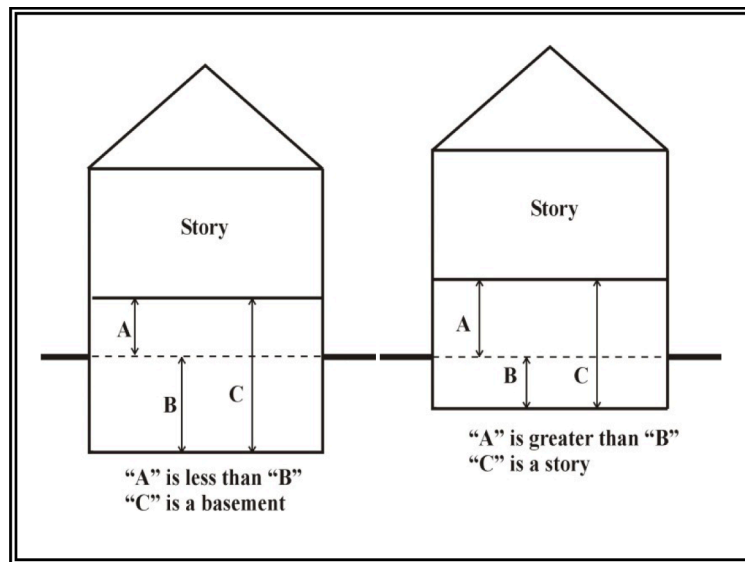 Story
A
B
C
“A” is less than “B”
“C” is a basement
Story
A
B
C
“A” is greater than “B”
“C” is a story